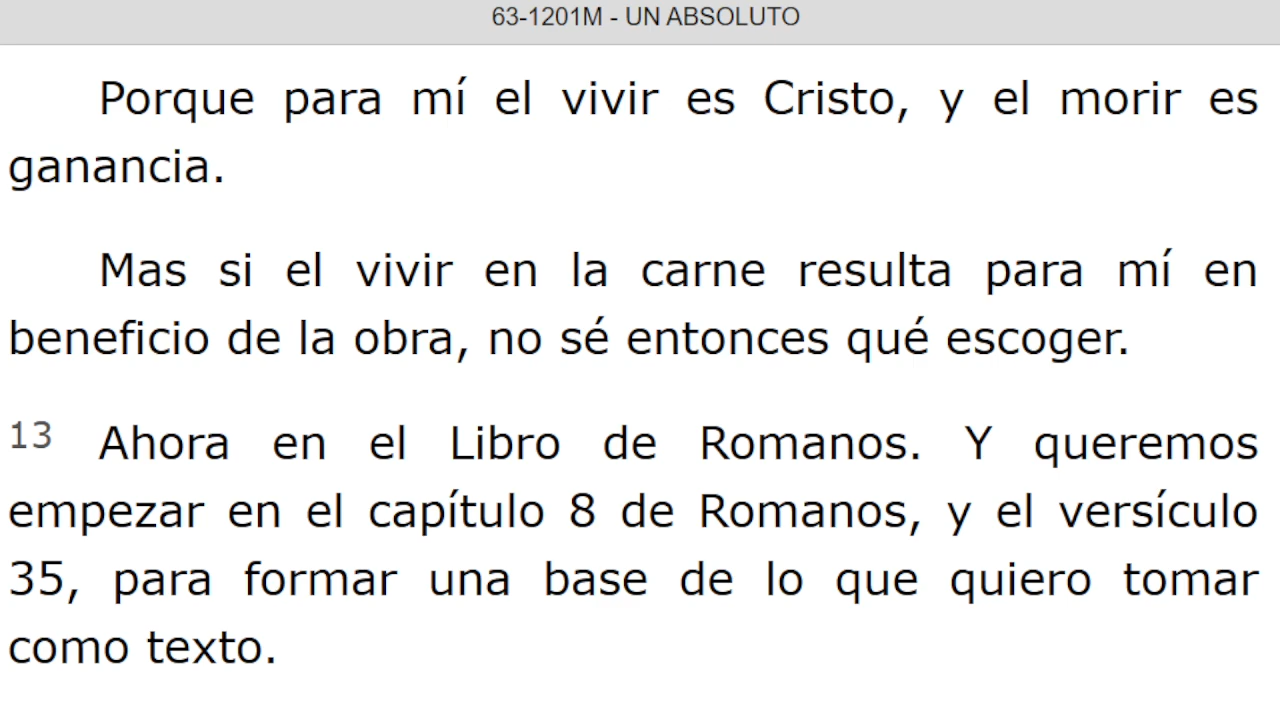 63-1201M - UN ABSOLUTO
Porque para mí el vivir es Cristo, y el morir es
ganancia.
Mas si el vivir en la carne resulta para mí en
beneficio de la obra, no sé entonces qué escoger.
13 Ahora en el Libro de Romanos. Y queremos
empezar en el capítulo 8 de Romanos, y el versículo
35, para formar una base de lo que quiero tomar
como texto.